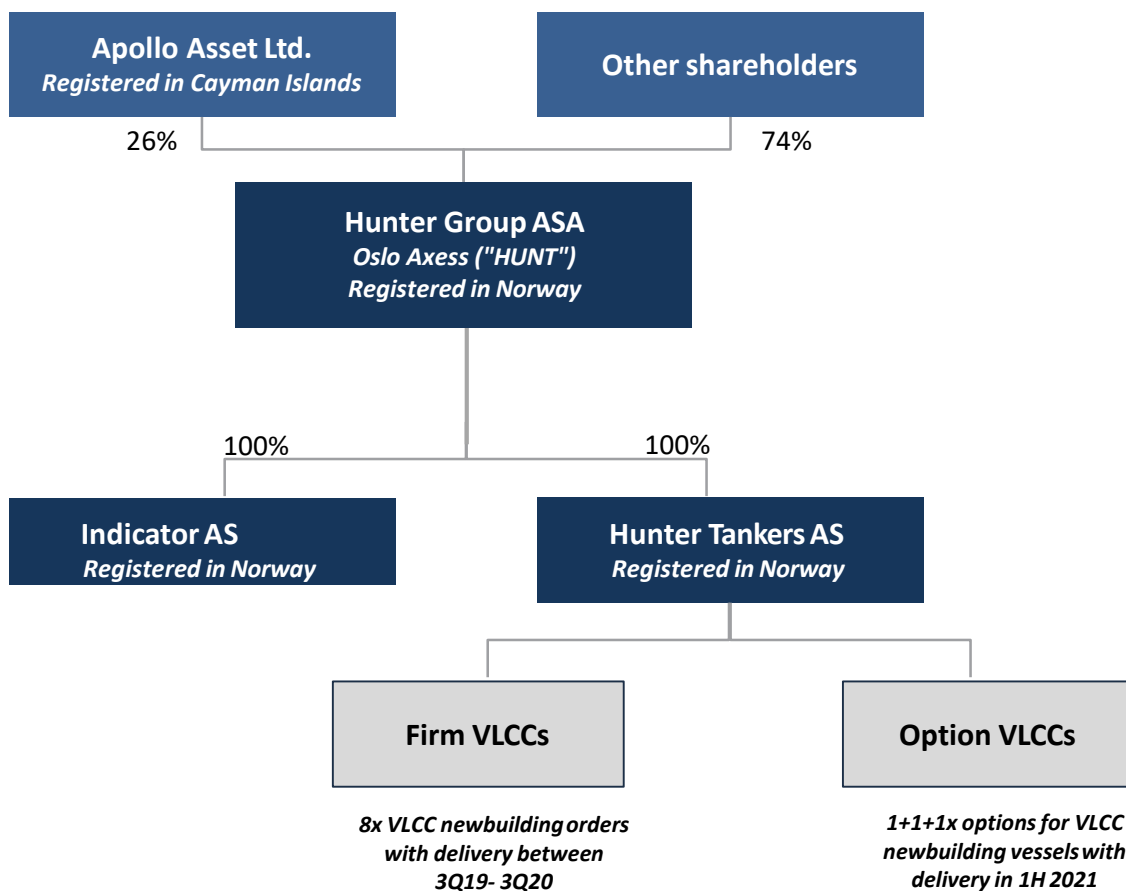 Apollo Asset Ltd.
Registered in Cayman Islands
Other shareholders
26%
74%
Hunter Group ASA
Oslo Axess ("HUNT")
Registered in Norway
100%
100%
Indicator AS
Registered in Norway
Hunter Tankers AS
Registered in Norway
Firm VLCCs
Option VLCCs
8x VLCC newbuilding orders
with delivery between
3Q19- 3Q20
1+1+1x options for VLCC
newbuilding vessels with
delivery in 1H 2021